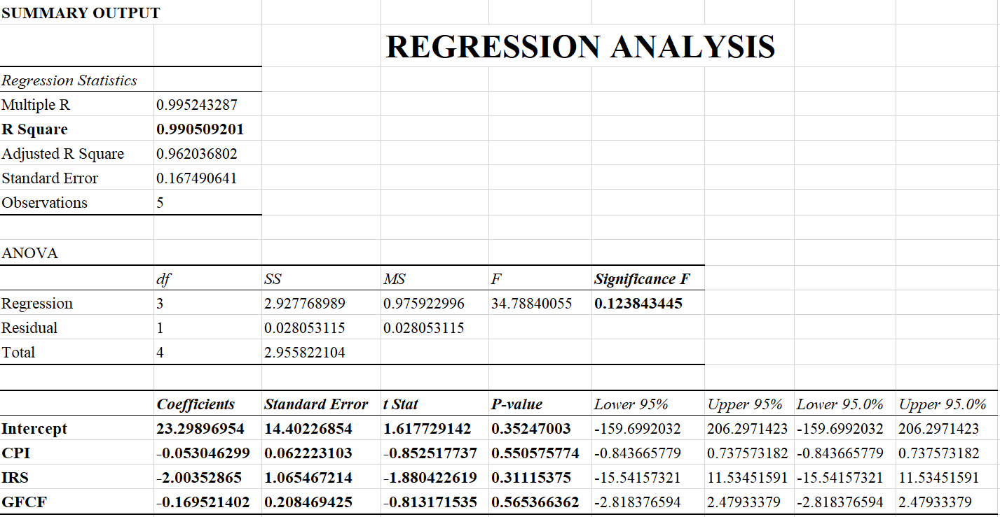 SUMMARY OUTPUT
REGRESSION ANALYSIS
Regression Statistics
Multiple R 0.995243287
R Square 0.990509201
Adjusted R Square 0.962036802
Standard Error 0.167490641
Observations 5
ANOVA
df SS MS F Significance F
Regression 3 2.927768989 0.975922996 34.78840055 0.123843445
Residual 1 0.028053115 0.028053115
Total 4 2.955822104
Coefficients Standard Error t Stat P-value Lower 95% Upper 95% Lower 95.0% Upper 95.0%
Intercept 23.29896954 14.40226854 1.617729142 0.35247003 -159.6992032 206.2971423 -159.6992032 206.2971423
CPI -0.053046299 0.062223103 -0.852517737 0.550575774 -0.843665779 0.737573182 -0.843665779 0.737573182
IRS -2.00352865 1.065467214 -1.880422619 0.31115375 -15.54157321 11.53451591 -15.54157321 11.53451591
GFCF -0.169521402 0.208469425 -0.813171535 0.565366362 -2.818376594 2.47933379 -2.818376594 2.47933379